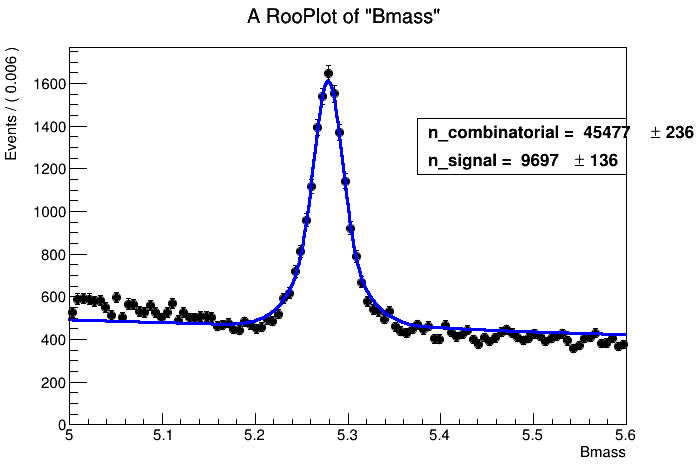 A RooPlot of "Bmass"
Events / ( 0.006 )
1600
1400
1200
1000
800
600
400
200
0
n_combinatorial = 45477 ± 236
n_signal = 9697 ± 136
5 5.1 5.2 5.3 5.4 5.5 5.6
Bmass